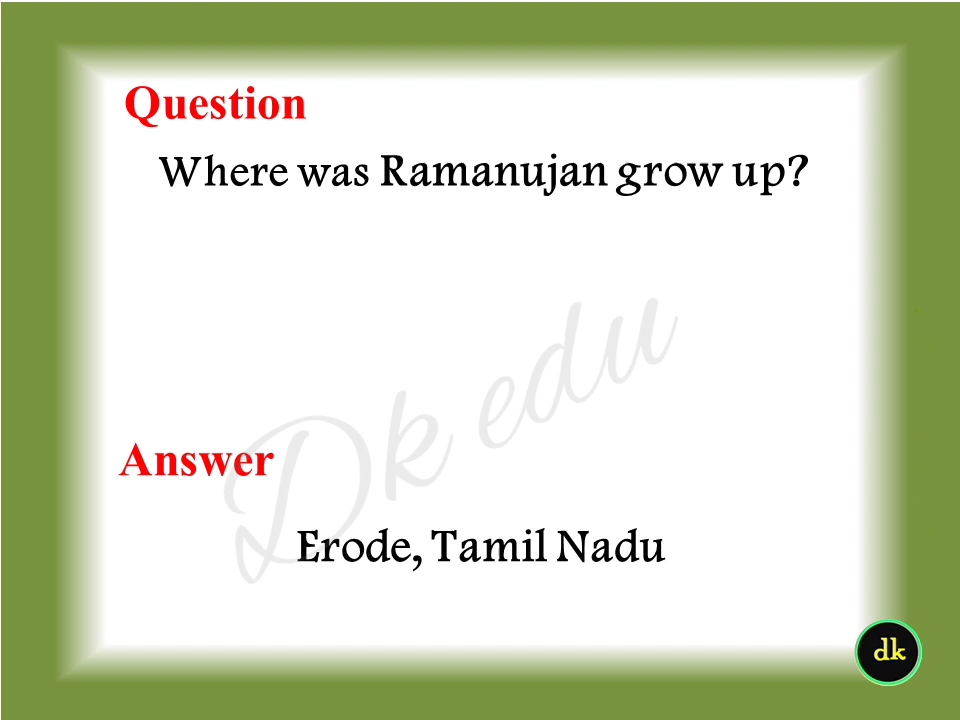 Question
Where was Ramanujan grow up?
Dk edu
Answer
Erode, Tamil Nadu
dk